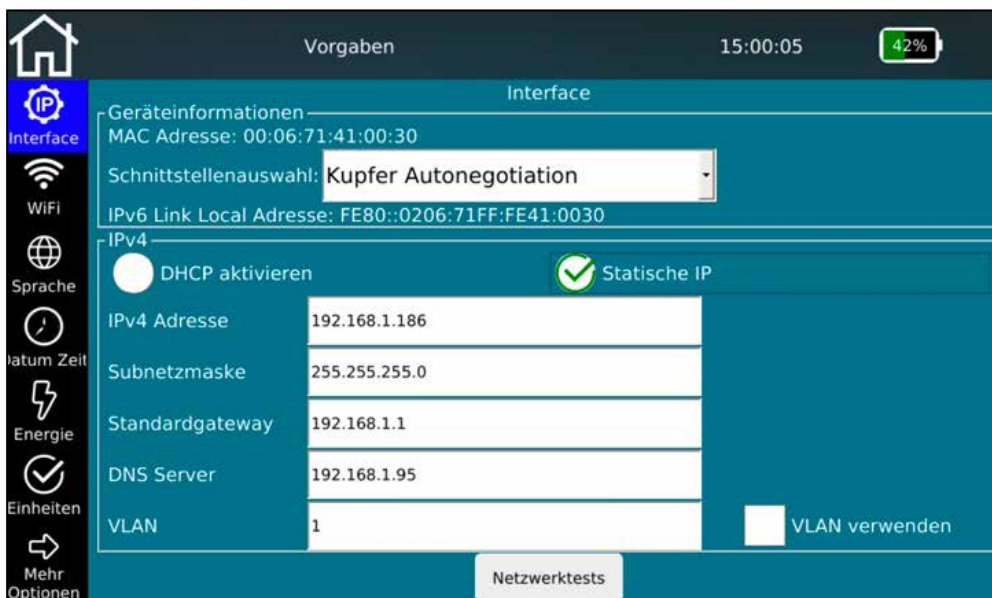 Vorgaben
15:00:05
42%
IP
Interface
WiFi
Sprache
Datum Zeit
Energie
Einheiten
Mehr
Optionen
Interface
Geräteinformationen
MAC Adresse: 00:06:71:41:00:30
Schnittstellenauswahl: Kupfer Autonegotiation
IPv6 Link Local Adresse: FE80::0206:71FF:FE41:0030
IPv4
DHCP aktivieren
Statische IP
IPv4 Adresse 192.168.1.186
Subnetzmaske 255.255.255.0
Standardgateway 192.168.1.1
DNS Server 192.168.1.95
VLAN 1
VLAN verwenden
Netzwerktests